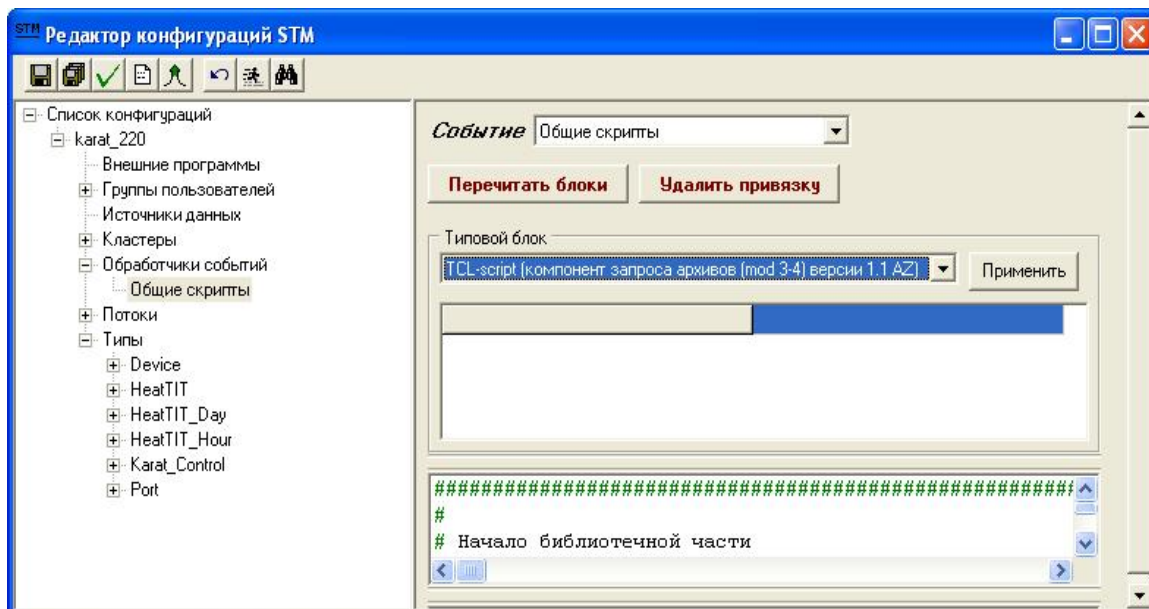 STM Редактор конфигураций STM
Список конфигураций
karat_220
Внешние программы
Группы пользователей
Источники данных
Кластеры
Обработчики событий
Общие скрипты
Потоки
Типы
Device
HeatTIT
HeatTIT_Day
HeatTIT_Hour
Karat_Control
Port
Событие Общие скрипты
Перечитать блоки Удалить привязку
Типовой блок
TCL-script (компонент запроса архивов (mod 3-4) версии 1.1 AZ) Применить
#######################################################
#
# Начало библиотечной части